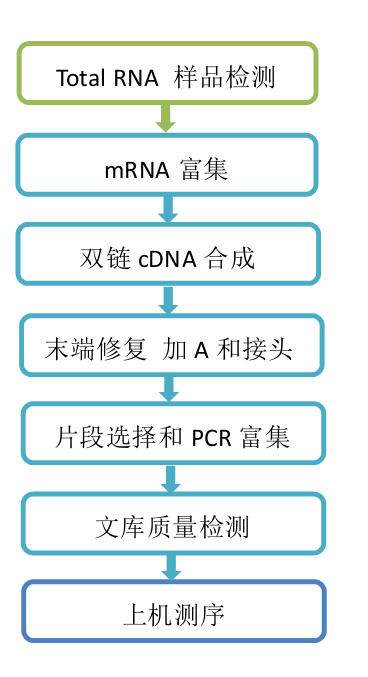 Total RNA 样品检测
mRNA 富集
双链 cDNA 合成
末端修复 加 A 和接头
片段选择和 PCR 富集
文库质量检测
上机测序